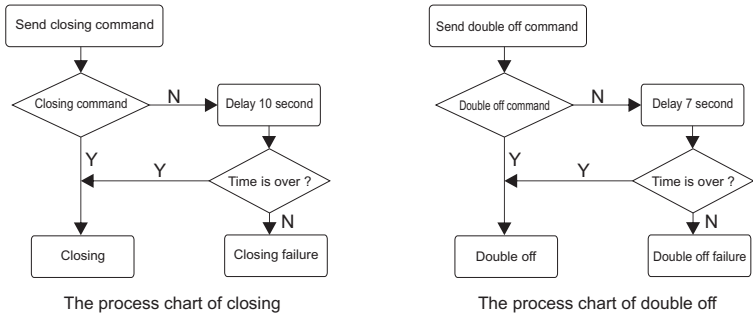 Send closing command
Closing command
N
Delay 10 second
Y
Y
Time is over ?
N
Closing
Closing failure
The process chart of closing
Send double off command
Double off command
N
Delay 7 second
Y
Y
Time is over ?
N
Double off
Double off failure
The process chart of double off